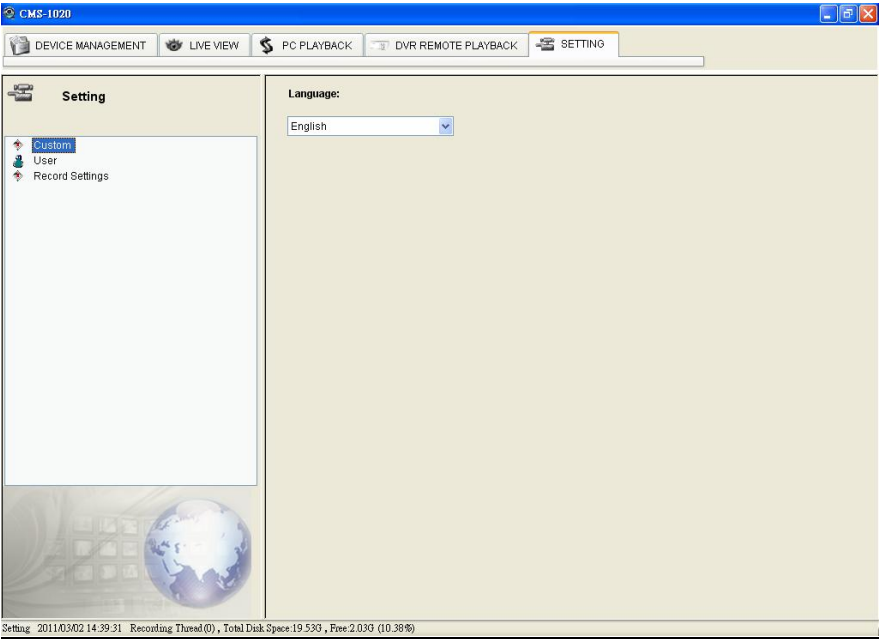 CMS-1020
DEVICE MANAGEMENT LIVE VIEW PC PLAYBACK DVR REMOTE PLAYBACK SETTING
Setting
Custom
User
Record Settings
Language:
English
Setting 2011/03/02 14:39:31 Recording Thread(0) , Total Disk Space:19.53G , Free:2.03G (10.38%)